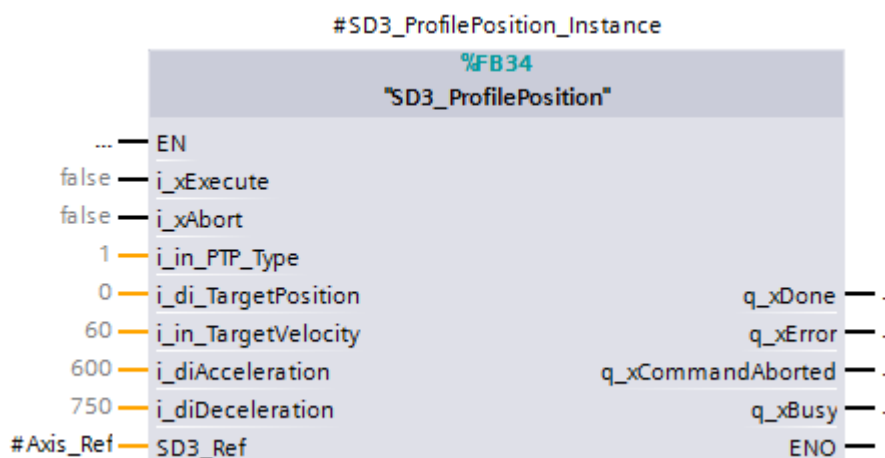 #SD3_ProfilePosition_Instance
%FB34
"SD3_ProfilePosition"
... EN
false i_xExecute
false i_xAbort
1 i_in_PTP_Type
0 i_di_TargetPosition q_xDone
60 i_in_TargetVelocity q_xError
600 i_diAcceleration q_xCommandAborted
750 i_diDeceleration q_xBusy
#Axis_Ref SD3_Ref ENO